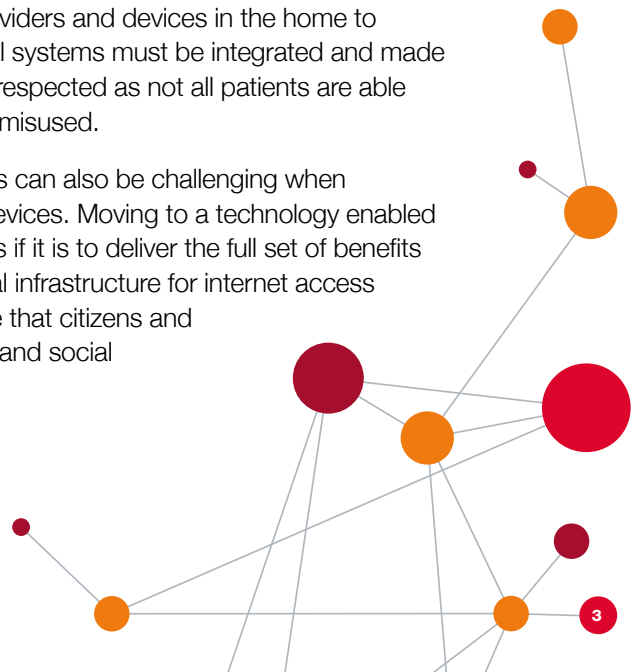 viders and devices in the home to
l systems must be integrated and made
respected as not all patients are able
misused.
s can also be challenging when
evices. Moving to a technology enabled
s if it is to deliver the full set of benefits
al infrastructure for internet access
e that citizens and
and social
3